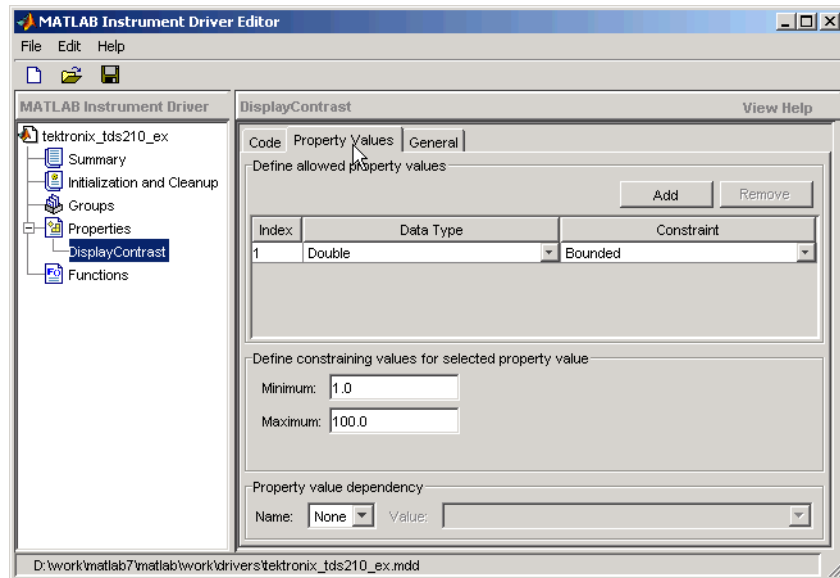 MATLAB Instrument Driver Editor
File Edit Help
MATLAB Instrument Driver
DisplayContrast
View Help
tektronix_tds210_ex
Summary
Initialization and Cleanup
Groups
Properties
DisplayContrast
Functions
Code Property Values General
Define allowed property values
Add Remove
Index Data Type Constraint
1 Double Bounded
Define constraining values for selected property value
Minimum: 1.0
Maximum: 100.0
Property value dependency
Name: None Value:
D:\work\matlab7\matlab\work\drivers\tektronix_tds210_ex.mdd